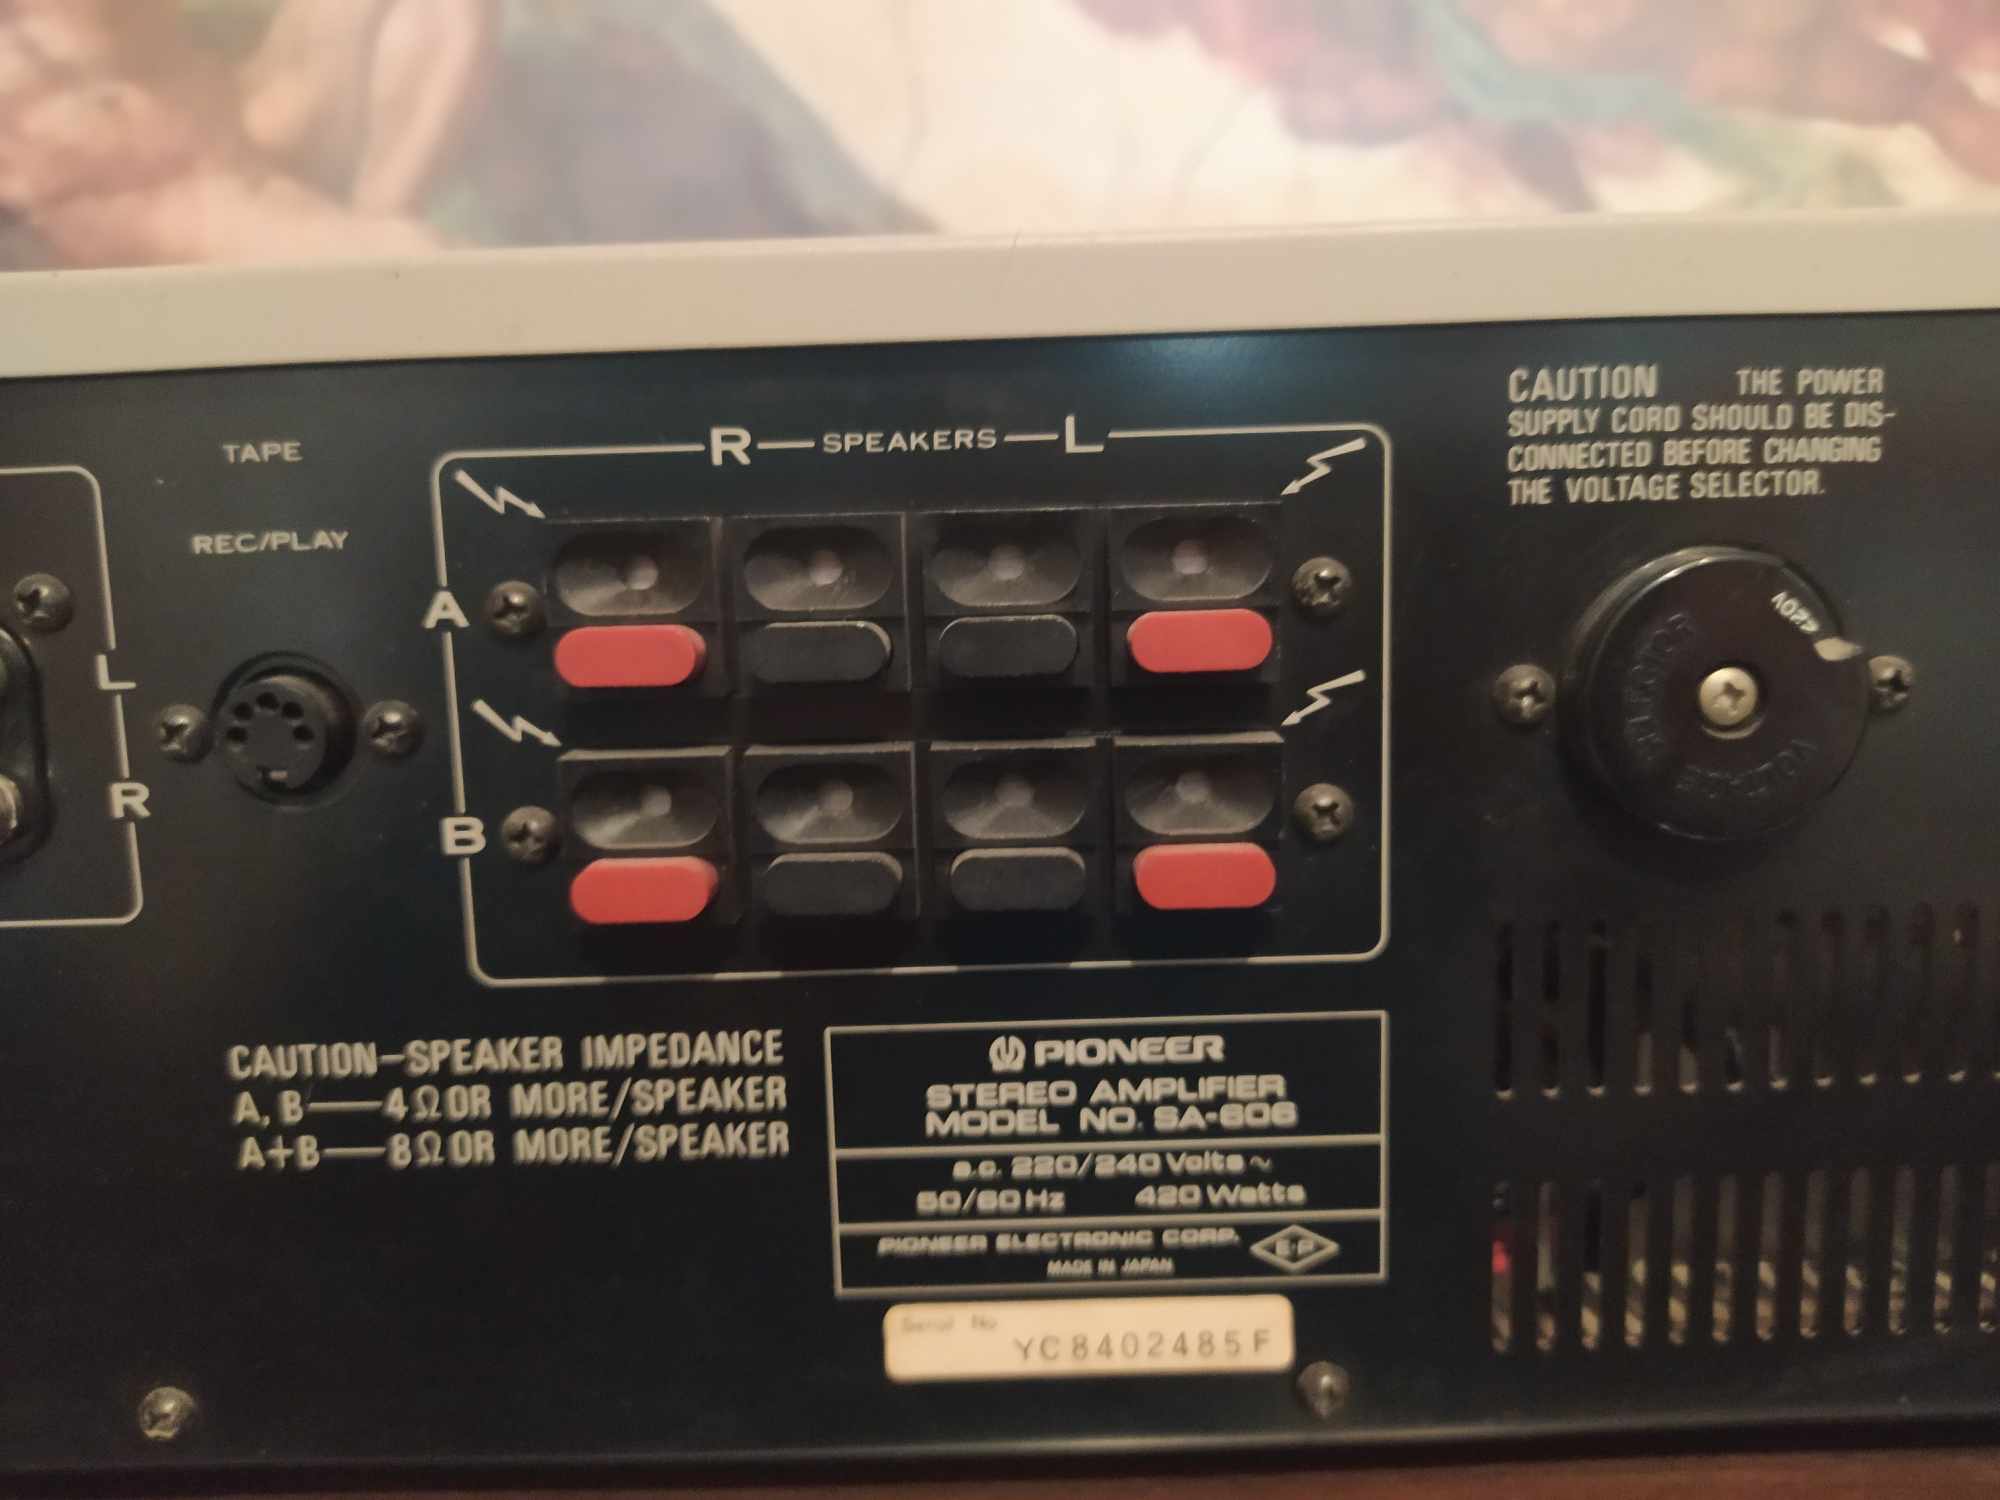 TAPE
REC/PLAY
L
R
R SPEAKERS L
A
B
CAUTION THE POWER
SUPPLY CORD SHOULD BE DIS-
CONNECTED BEFORE CHANGING
THE VOLTAGE SELECTOR.
220V
VOLTAGE SELECTOR
CAUTION-SPEAKER IMPEDANCE
A, B—4Ω OR MORE/SPEAKER
A+B—8Ω OR MORE/SPEAKER
PIONEER
STEREO AMPLIFIER
MODEL NO. SA-606
a.c. 220/240 Volts ~
50/60 Hz 420 Watts
PIONEER ELECTRONIC CORP. E·P
MADE IN JAPAN
Serial No
YC8402485F